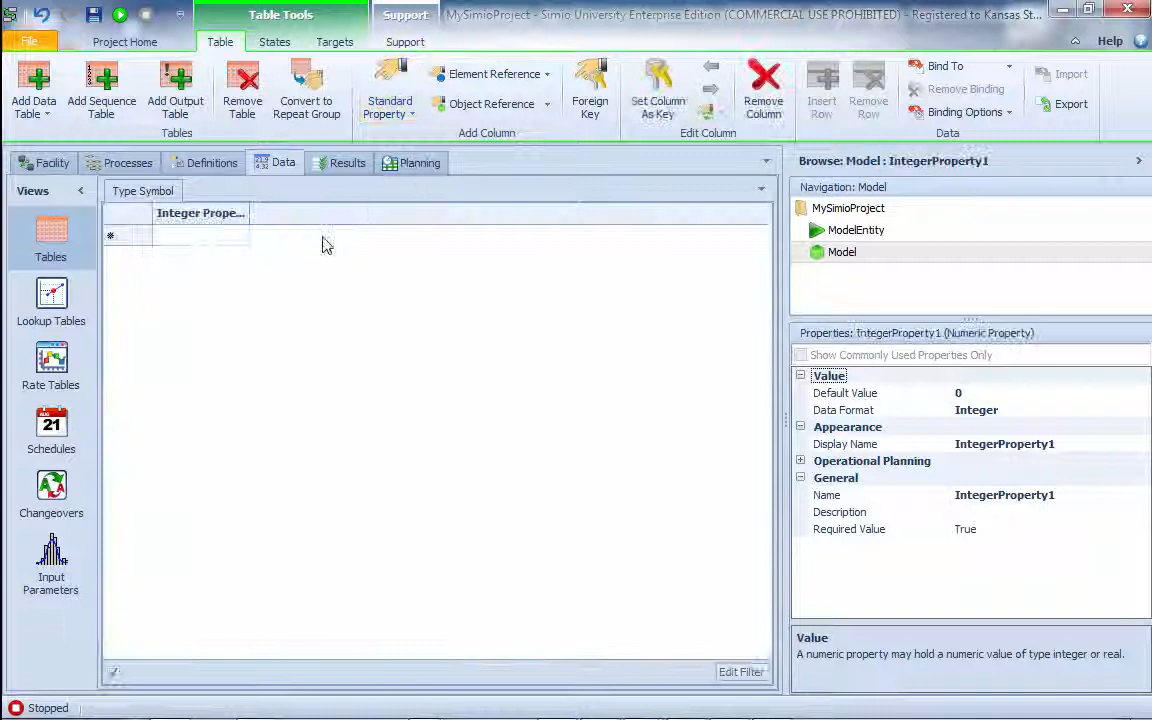 Table Tools
Support
MySimioProject - Simio University Enterprise Edition (COMMERCIAL USE PROHIBITED) - Registered to Kansas St...
File
Project Home
Table
States
Targets
Support
Help
Add Data Table
Add Sequence Table
Add Output Table
Remove Table
Convert to Repeat Group
Standard Property
Element Reference
Object Reference
Foreign Key
Set Column As Key
Remove Column
Insert Row
Remove Row
Bind To
Remove Binding
Binding Options
Import
Export
Tables
Add Column
Edit Column
Data
Facility
Processes
Definitions
Data
Results
Planning
Browse: Model : IntegerProperty1
Views
Type Symbol
Navigation: Model
Integer Prope...
MySimioProject
ModelEntity
Model
Tables
Lookup Tables
Rate Tables
Schedules
AUG
21
Changeovers
Input Parameters
Properties: IntegerProperty1 (Numeric Property)
Show Commonly Used Properties Only
Value
Default Value 0
Data Format Integer
Appearance
Display Name IntegerProperty1
Operational Planning
General
Name IntegerProperty1
Description
Required Value True
Value
A numeric property may hold a numeric value of type integer or real.
Edit Filter
Stopped